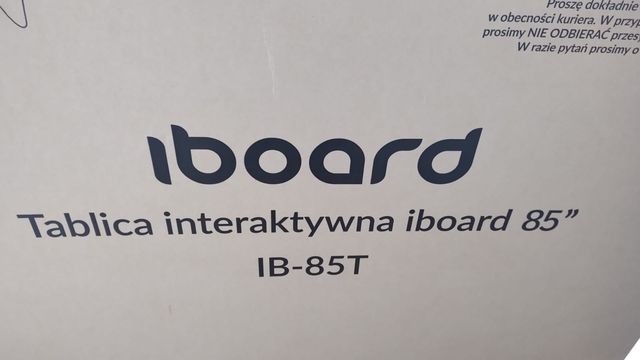 Proszę dokładnie
w obecności kuriera. W przyp
prosimy NIE ODBIERAĆ przes
W razie pytań prosimy o
iboard
Tablica interaktywna iboard 85”
IB-85T